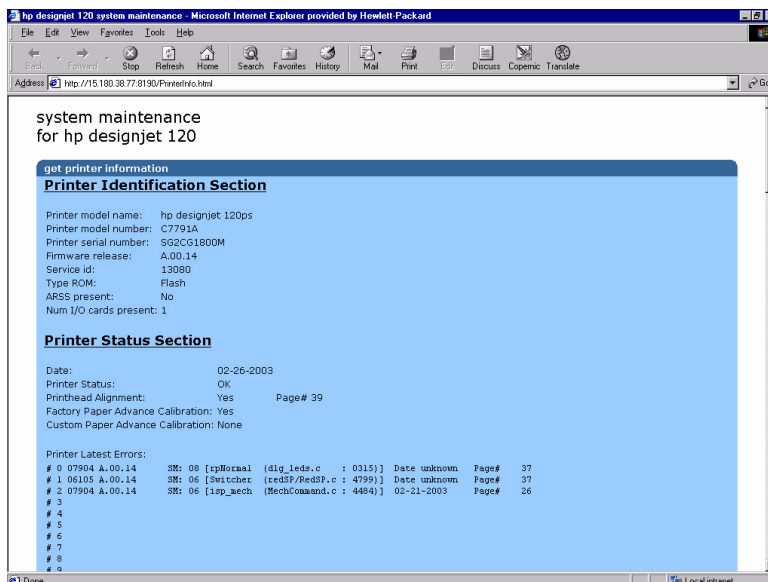 hp designjet 120 system maintenance - Microsoft Internet Explorer provided by Hewlett-Packard
File Edit View Favorites Tools Help
Back Forward Stop Refresh Home Search Favorites History Mail Print Edit Discuss Copernic Translate
Address http://15.180.38.77:8190/PrinterInfo.html Go
system maintenance
for hp designjet 120
get printer information
Printer Identification Section
Printer model name: hp designjet 120ps
Printer model number: C7791A
Printer serial number: SG2CG1800M
Firmware release: A.00.14
Service id: 13080
Type ROM: Flash
ARSS present: No
Num I/O cards present: 1
Printer Status Section
Date: 02-26-2003
Printer Status: OK
Printhead Alignment: Yes Page# 39
Factory Paper Advance Calibration: Yes
Custom Paper Advance Calibration: None
Printer Latest Errors:
# 0 07904 A.00.14 SM: 08 [rpNormal (dlg_leds.c : 0315)] Date unknown Page# 37
# 1 06105 A.00.14 SM: 06 [Switcher (redSP/RedSP.c : 4799)] Date unknown Page# 37
# 2 07904 A.00.14 SM: 06 [isp_mech (MechCommand.c : 4484)] 02-21-2003 Page# 26
# 3
# 4
# 5
# 6
# 7
# 8
# 9
Done Local intranet